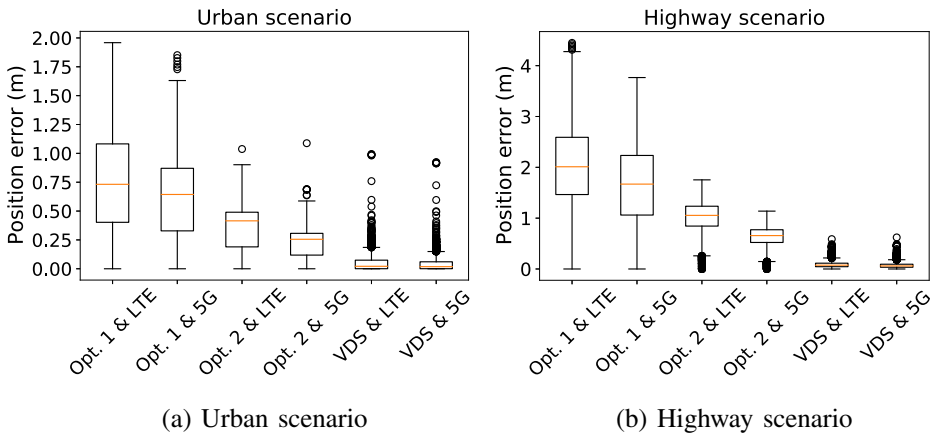 Urban scenario
Position error (m)
2.00
1.75
1.50
1.25
1.00
0.75
0.50
0.25
0.00
Opt. 1 & LTE
Opt. 1 & 5G
Opt. 2 & LTE
Opt. 2 & 5G
VDS & LTE
VDS & 5G
(a) Urban scenario
Highway scenario
Position error (m)
4
3
2
1
0
Opt. 1 & LTE
Opt. 1 & 5G
Opt. 2 & LTE
Opt. 2 & 5G
VDS & LTE
VDS & 5G
(b) Highway scenario